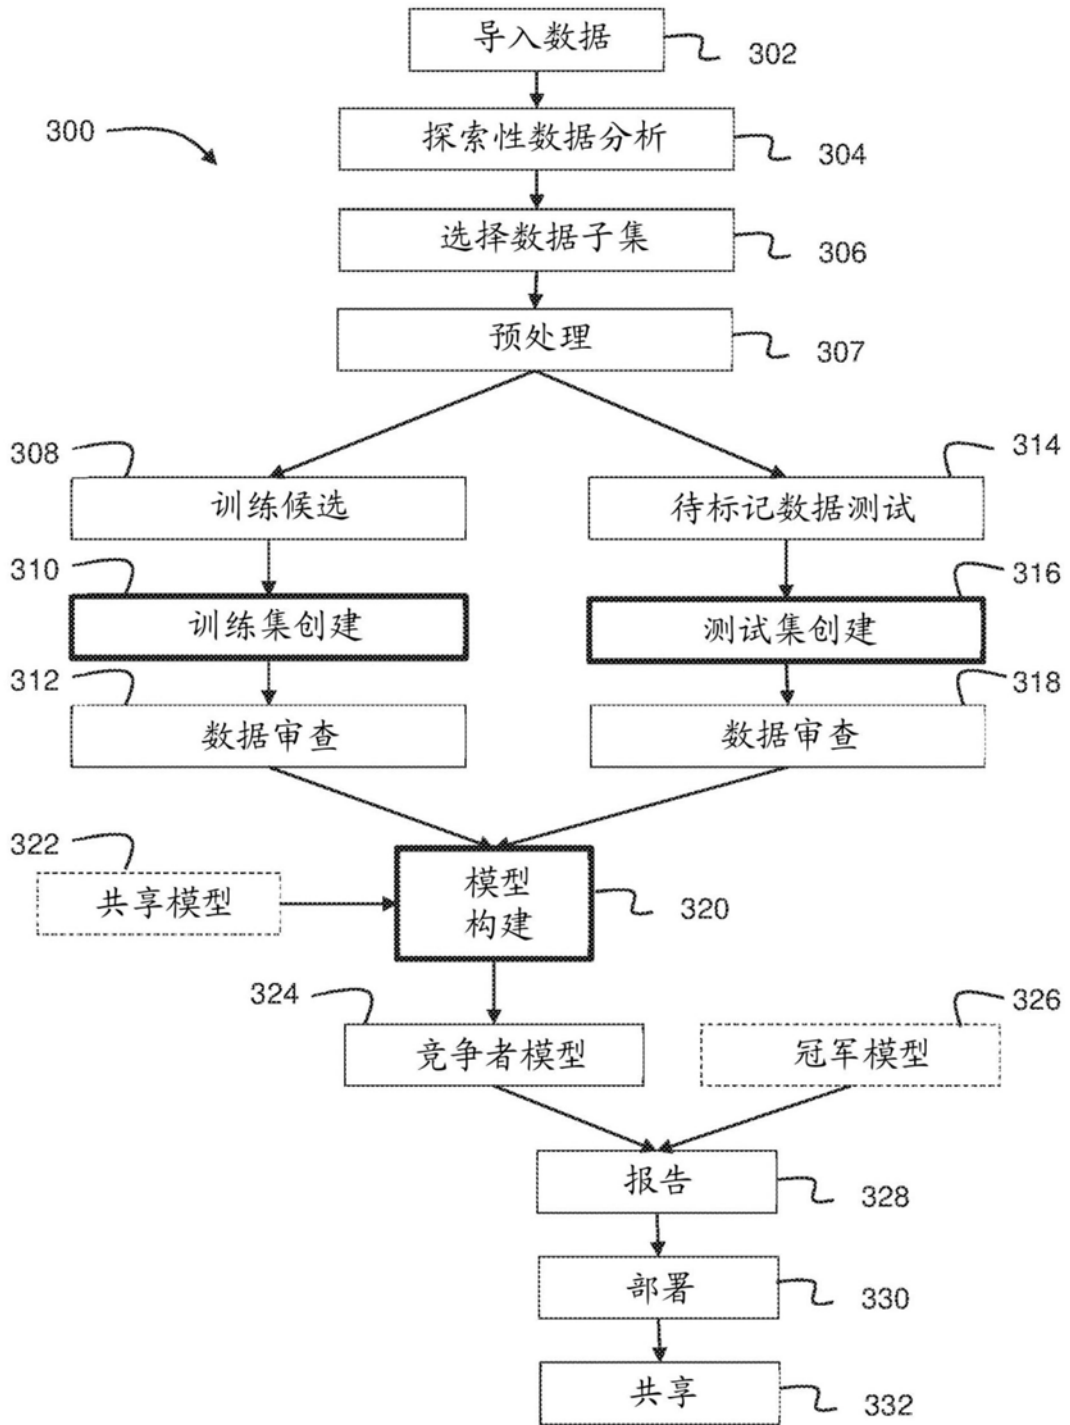 导入数据
302
300
探索性数据分析
304
选择数据子集
306
预处理
307
308
314
训练候选
待标记数据测试
310
316
训练集创建
测试集创建
312
318
数据审查
数据审查
322
共享模型
模型
构建
320
324
326
竞争者模型
冠军模型
报告
328
部署
330
共享
332